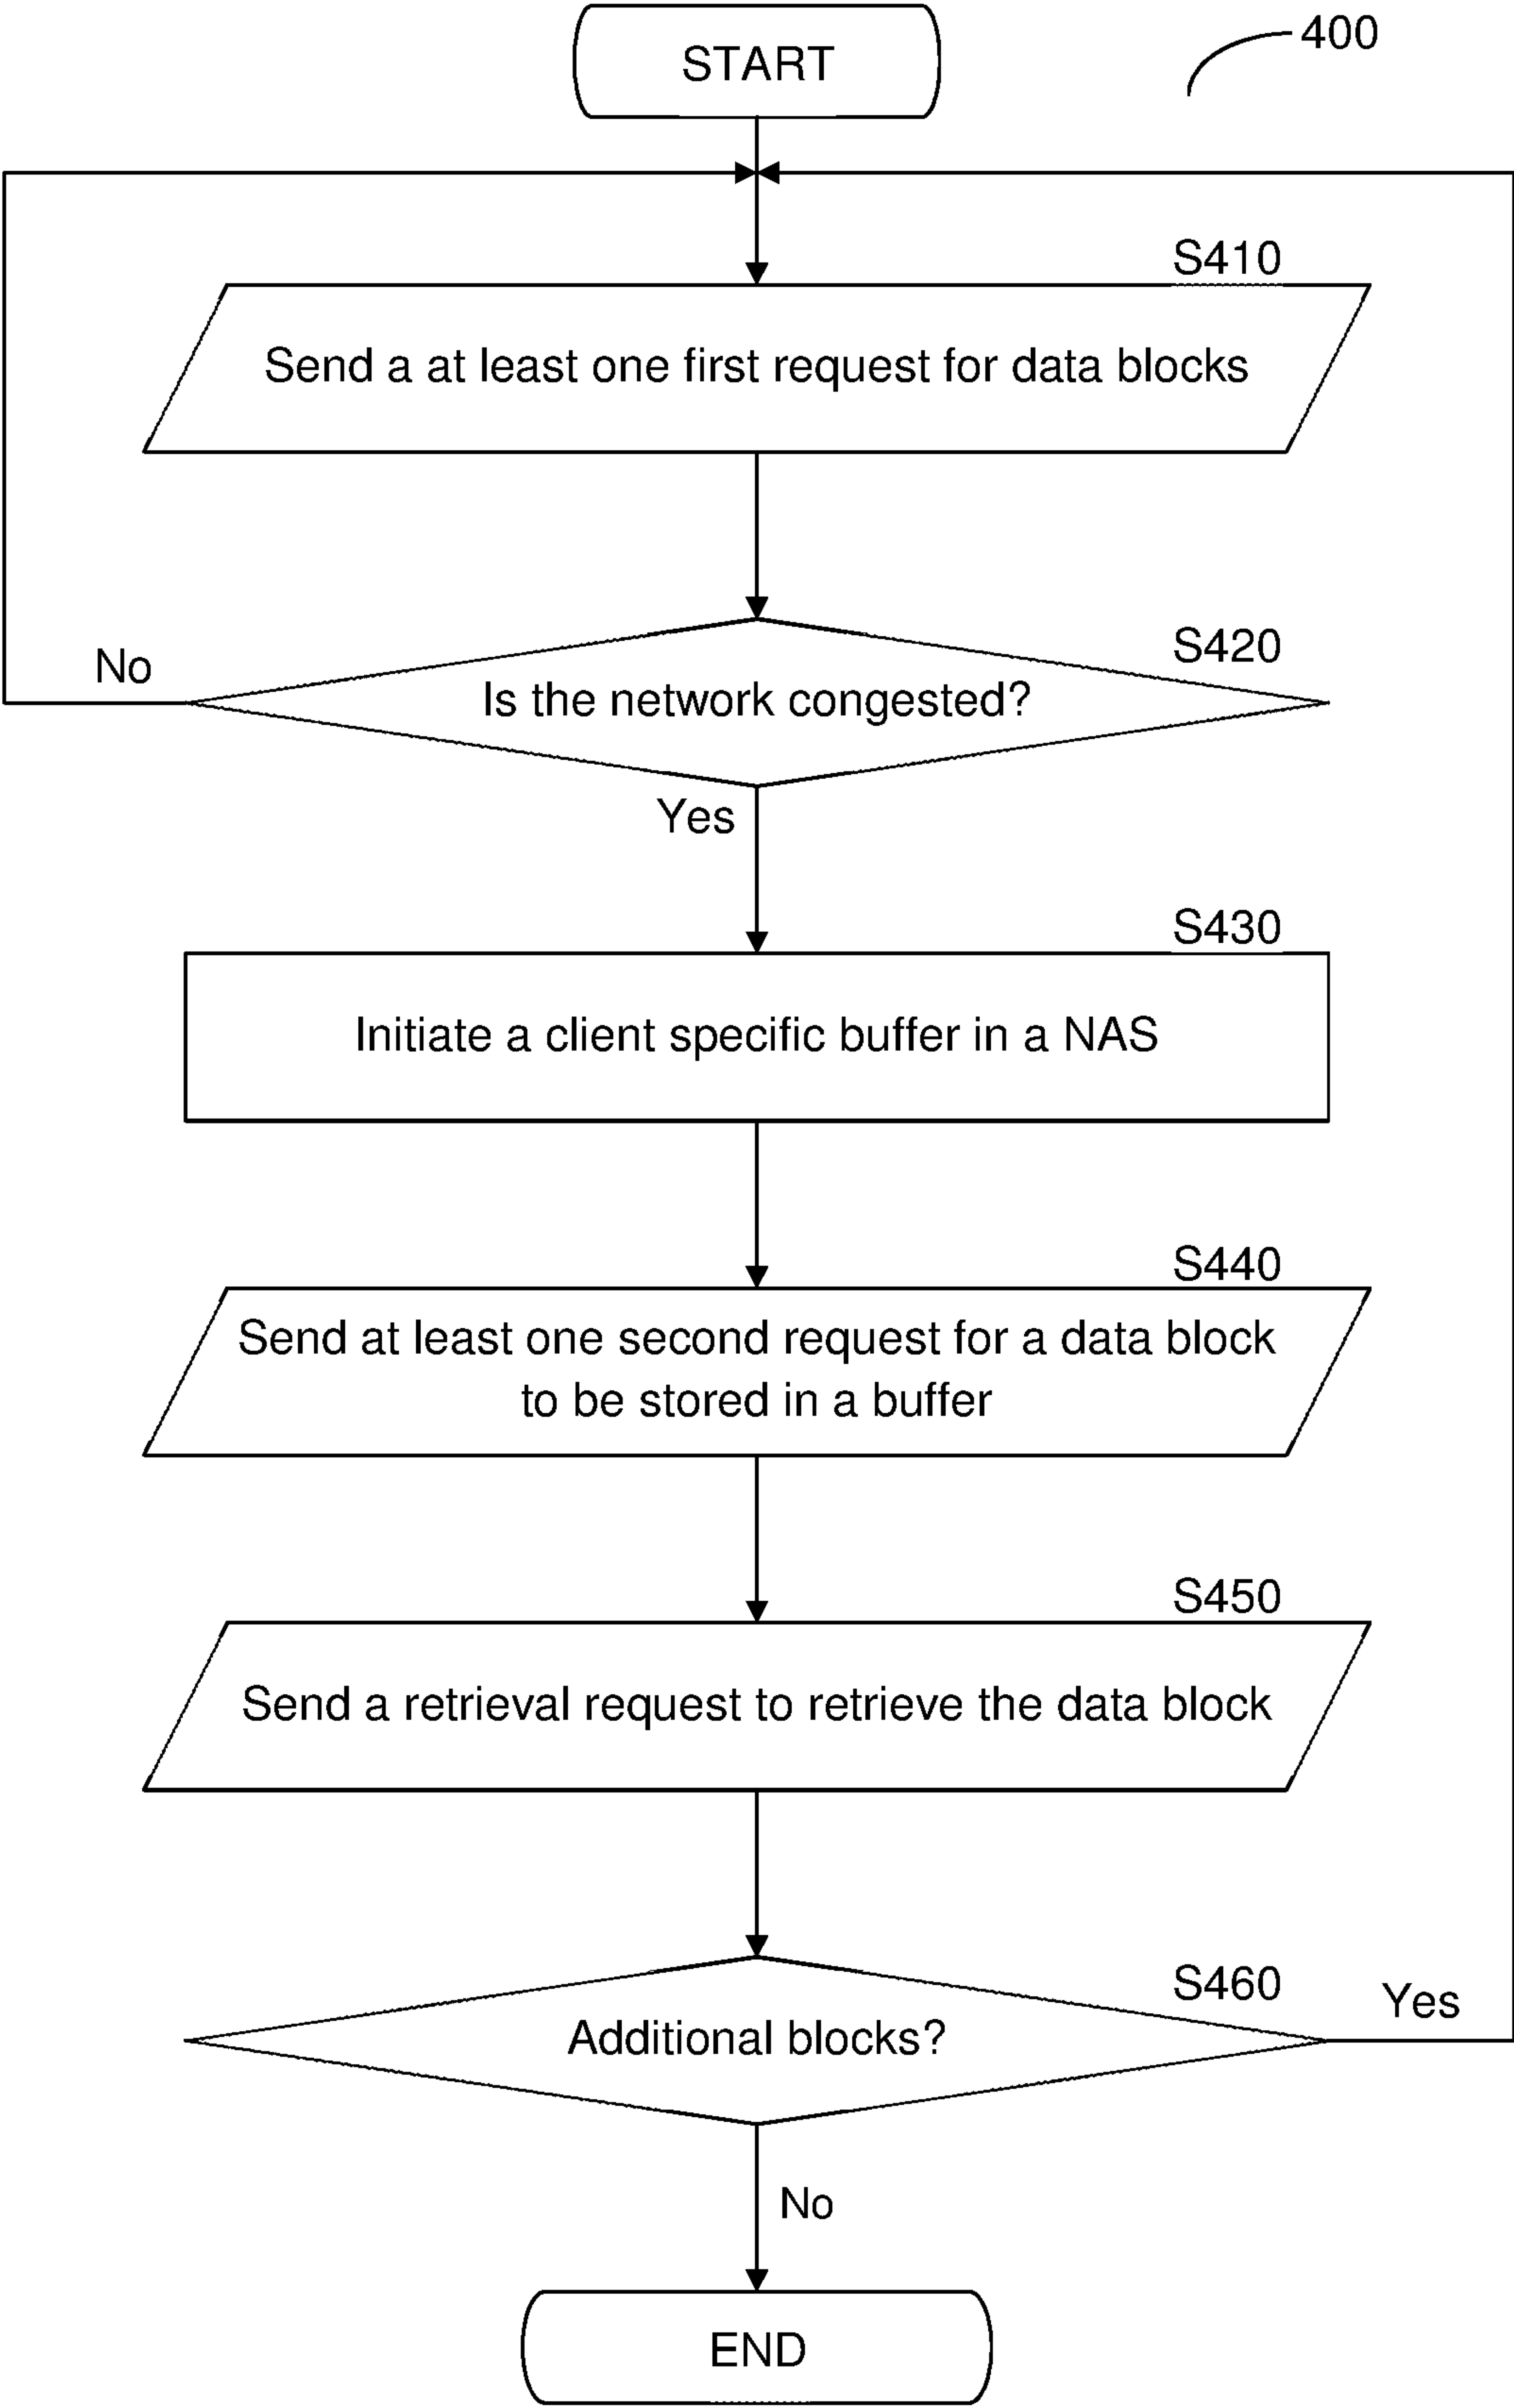 START
400
S410
Send a at least one first request for data blocks
S420
No
Is the network congested?
Yes
S430
Initiate a client specific buffer in a NAS
S440
Send at least one second request for a data block
to be stored in a buffer
S450
Send a retrieval request to retrieve the data block
S460
Yes
Additional blocks?
No
END